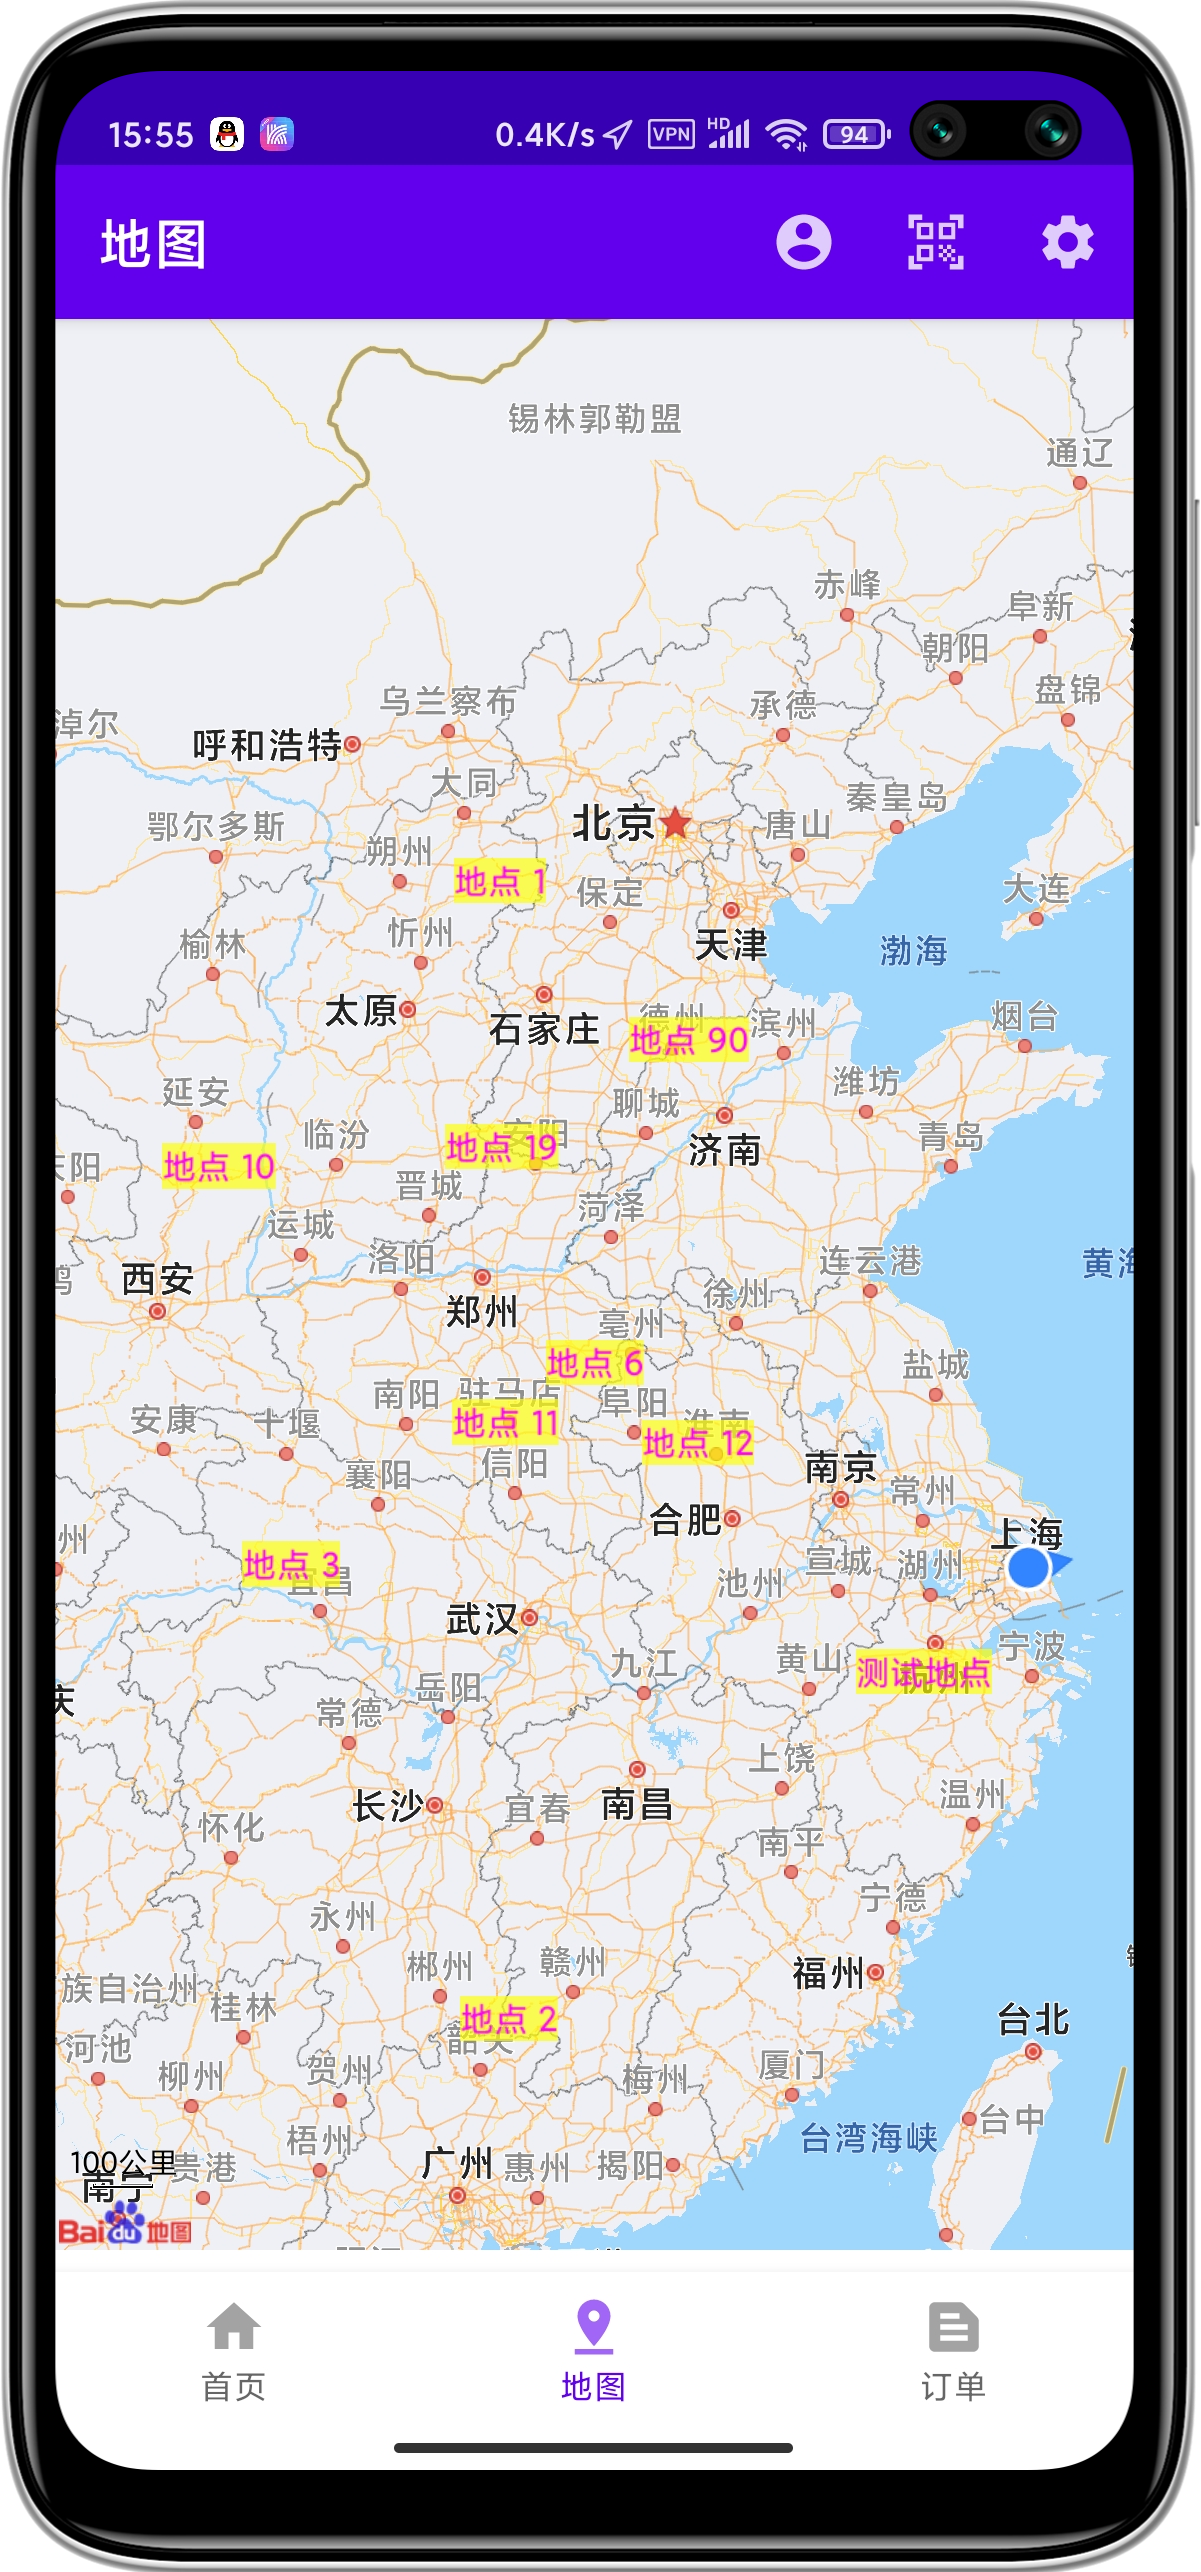 15:55
0.4K/s VPN HD 94
地图
锡林郭勒盟
通辽
赤峰
阜新
朝阳
盘锦
乌兰察布
承德
淖尔
呼和浩特
大同
秦皇岛
鄂尔多斯
北京
唐山
朔州
地点 1
保定
大连
忻州
榆林
天津
渤海
太原
石家庄
德州
滨州
烟台
地点 90
延安
聊城
潍坊
临汾
安阳
地点 19
济南
青岛
地点 10
晋城
菏泽
运城
洛阳
连云港
黄海
西安
郑州
徐州
亳州
地点 6
盐城
南阳
驻马店
阜阳
安康
十堰
地点 11
淮南
地点 12
襄阳
信阳
南京
常州
合肥
上海
州
地点 3
宜昌
池州
宣城
湖州
武汉
九江
黄山
宁波
测试地点
庆
岳阳
常德
上饶
长沙
宜春
南昌
温州
怀化
南平
宁德
永州
郴州
赣州
福州
族自治州
桂林
地点 2
韶关
台北
河池
柳州
贺州
梅州
厦门
台中
梧州
台湾海峡
100公里
南宁
贵港
广州
惠州
揭阳
Bai du 地图
首页
地图
订单